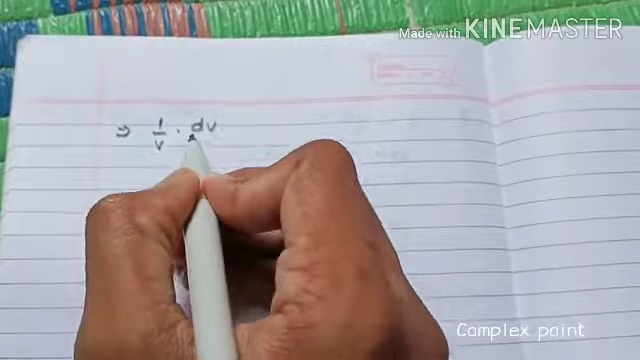 Made with KINEMASTER
⇒ 1/v · dv
Complex point